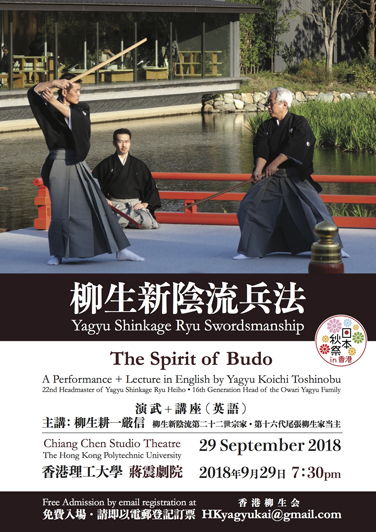 柳生新陰流兵法
Yagyu Shinkage Ryu Swordsmanship
日本
秋祭
in香港
The Spirit of Budo
A Performance + Lecture in English by Yagyu Koichi Toshinobu
22nd Headmaster of Yagyu Shinkage Ryu Heiho • 16th Generation Head of the Owari Yagyu Family
演武+講座（英語）
主講：柳生耕一厳信 柳生新陰流第二十二世宗家・第十六代尾張柳生家当主
Chiang Chen Studio Theatre
The Hong Kong Polytechnic University
29 September 2018
香港理工大學 蔣震劇院
2018年9月29日 7:30pm
Free Admission by email registration at
香港柳生会
免費入場・請即以電郵登記訂票 HKyagyukai@gmail.com